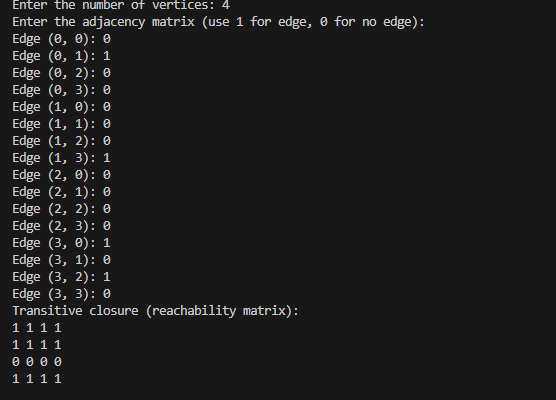 Enter the number of vertices: 4
Enter the adjacency matrix (use 1 for edge, 0 for no edge):
Edge (0, 0): 0
Edge (0, 1): 1
Edge (0, 2): 0
Edge (0, 3): 0
Edge (1, 0): 0
Edge (1, 1): 0
Edge (1, 2): 0
Edge (1, 3): 1
Edge (2, 0): 0
Edge (2, 1): 0
Edge (2, 2): 0
Edge (2, 3): 0
Edge (3, 0): 1
Edge (3, 1): 0
Edge (3, 2): 1
Edge (3, 3): 0
Transitive closure (reachability matrix):
1 1 1 1
1 1 1 1
0 0 0 0
1 1 1 1